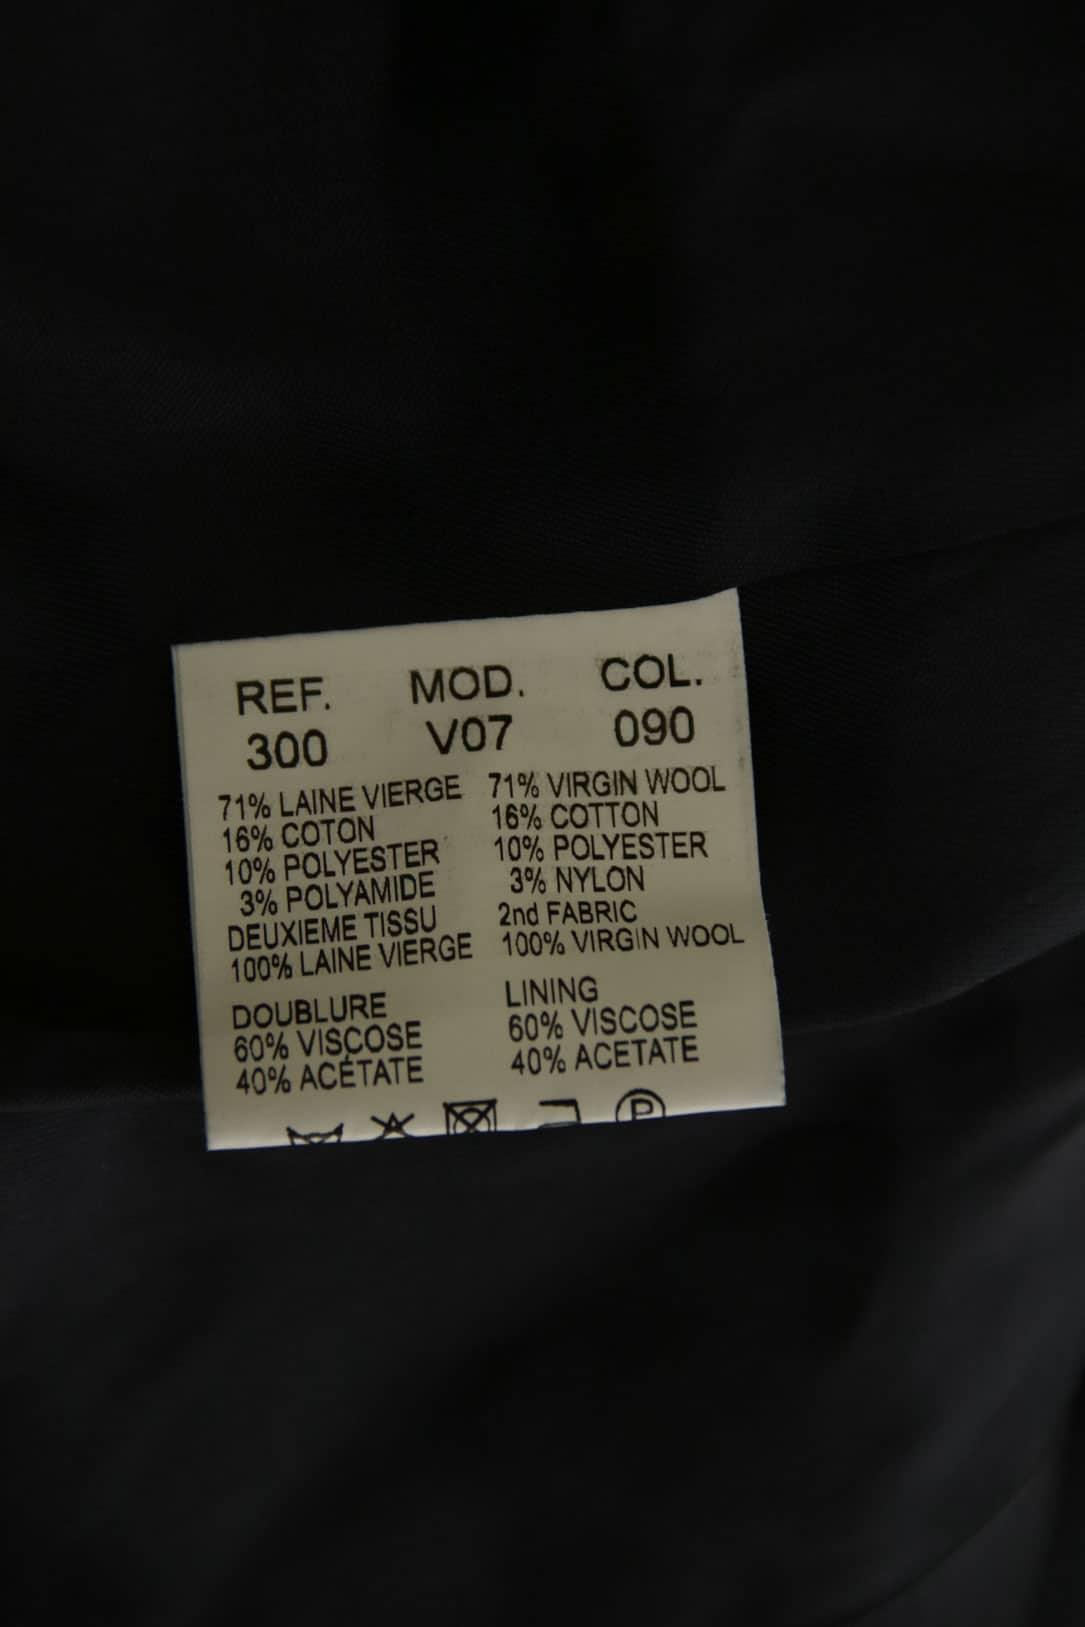 REF. MOD. COL.
300 V07 090
71% LAINE VIERGE
16% COTON
10% POLYESTER
3% POLYAMIDE
DEUXIEME TISSU
100% LAINE VIERGE
DOUBLURE
60% VISCOSE
40% ACÉTATE
71% VIRGIN WOOL
16% COTTON
10% POLYESTER
3% NYLON
2nd FABRIC
100% VIRGIN WOOL
LINING
60% VISCOSE
40% ACETATE
P